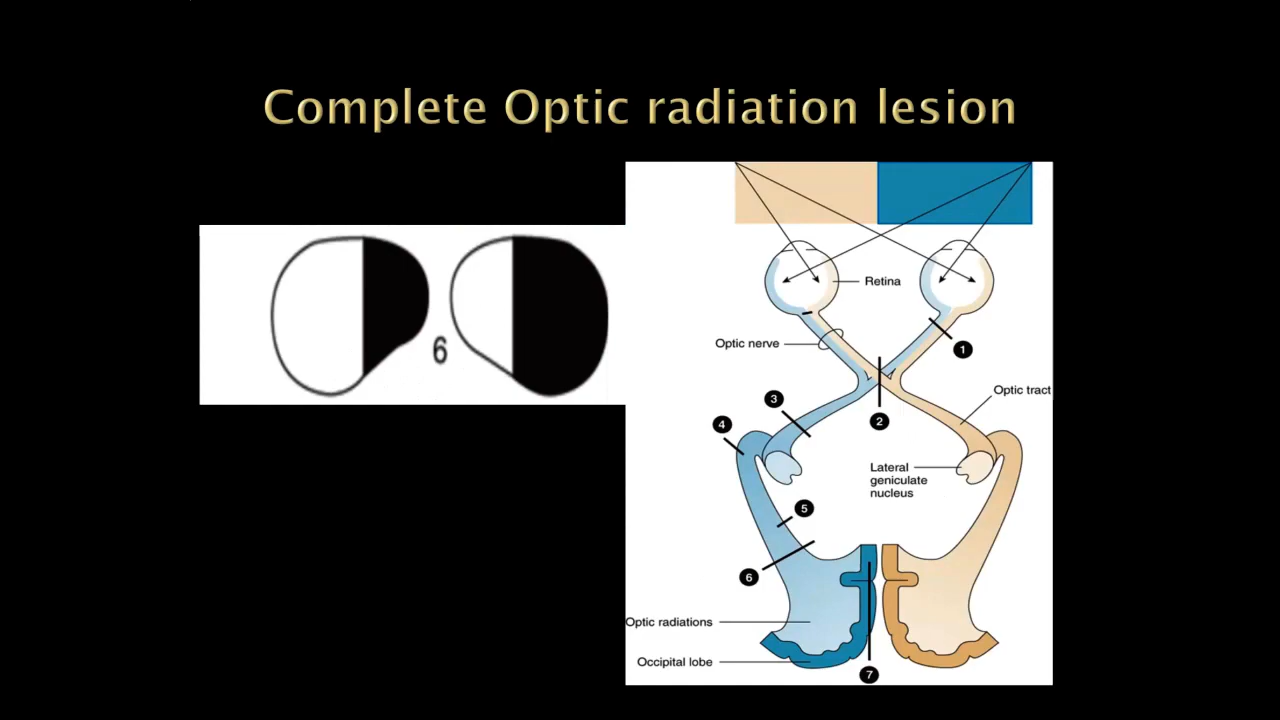 Complete Optic radiation lesion
6
Retina
Optic nerve
1
Optic tract
3
2
4
Lateral
geniculate
nucleus
5
6
Optic radiations
Occipital lobe
7